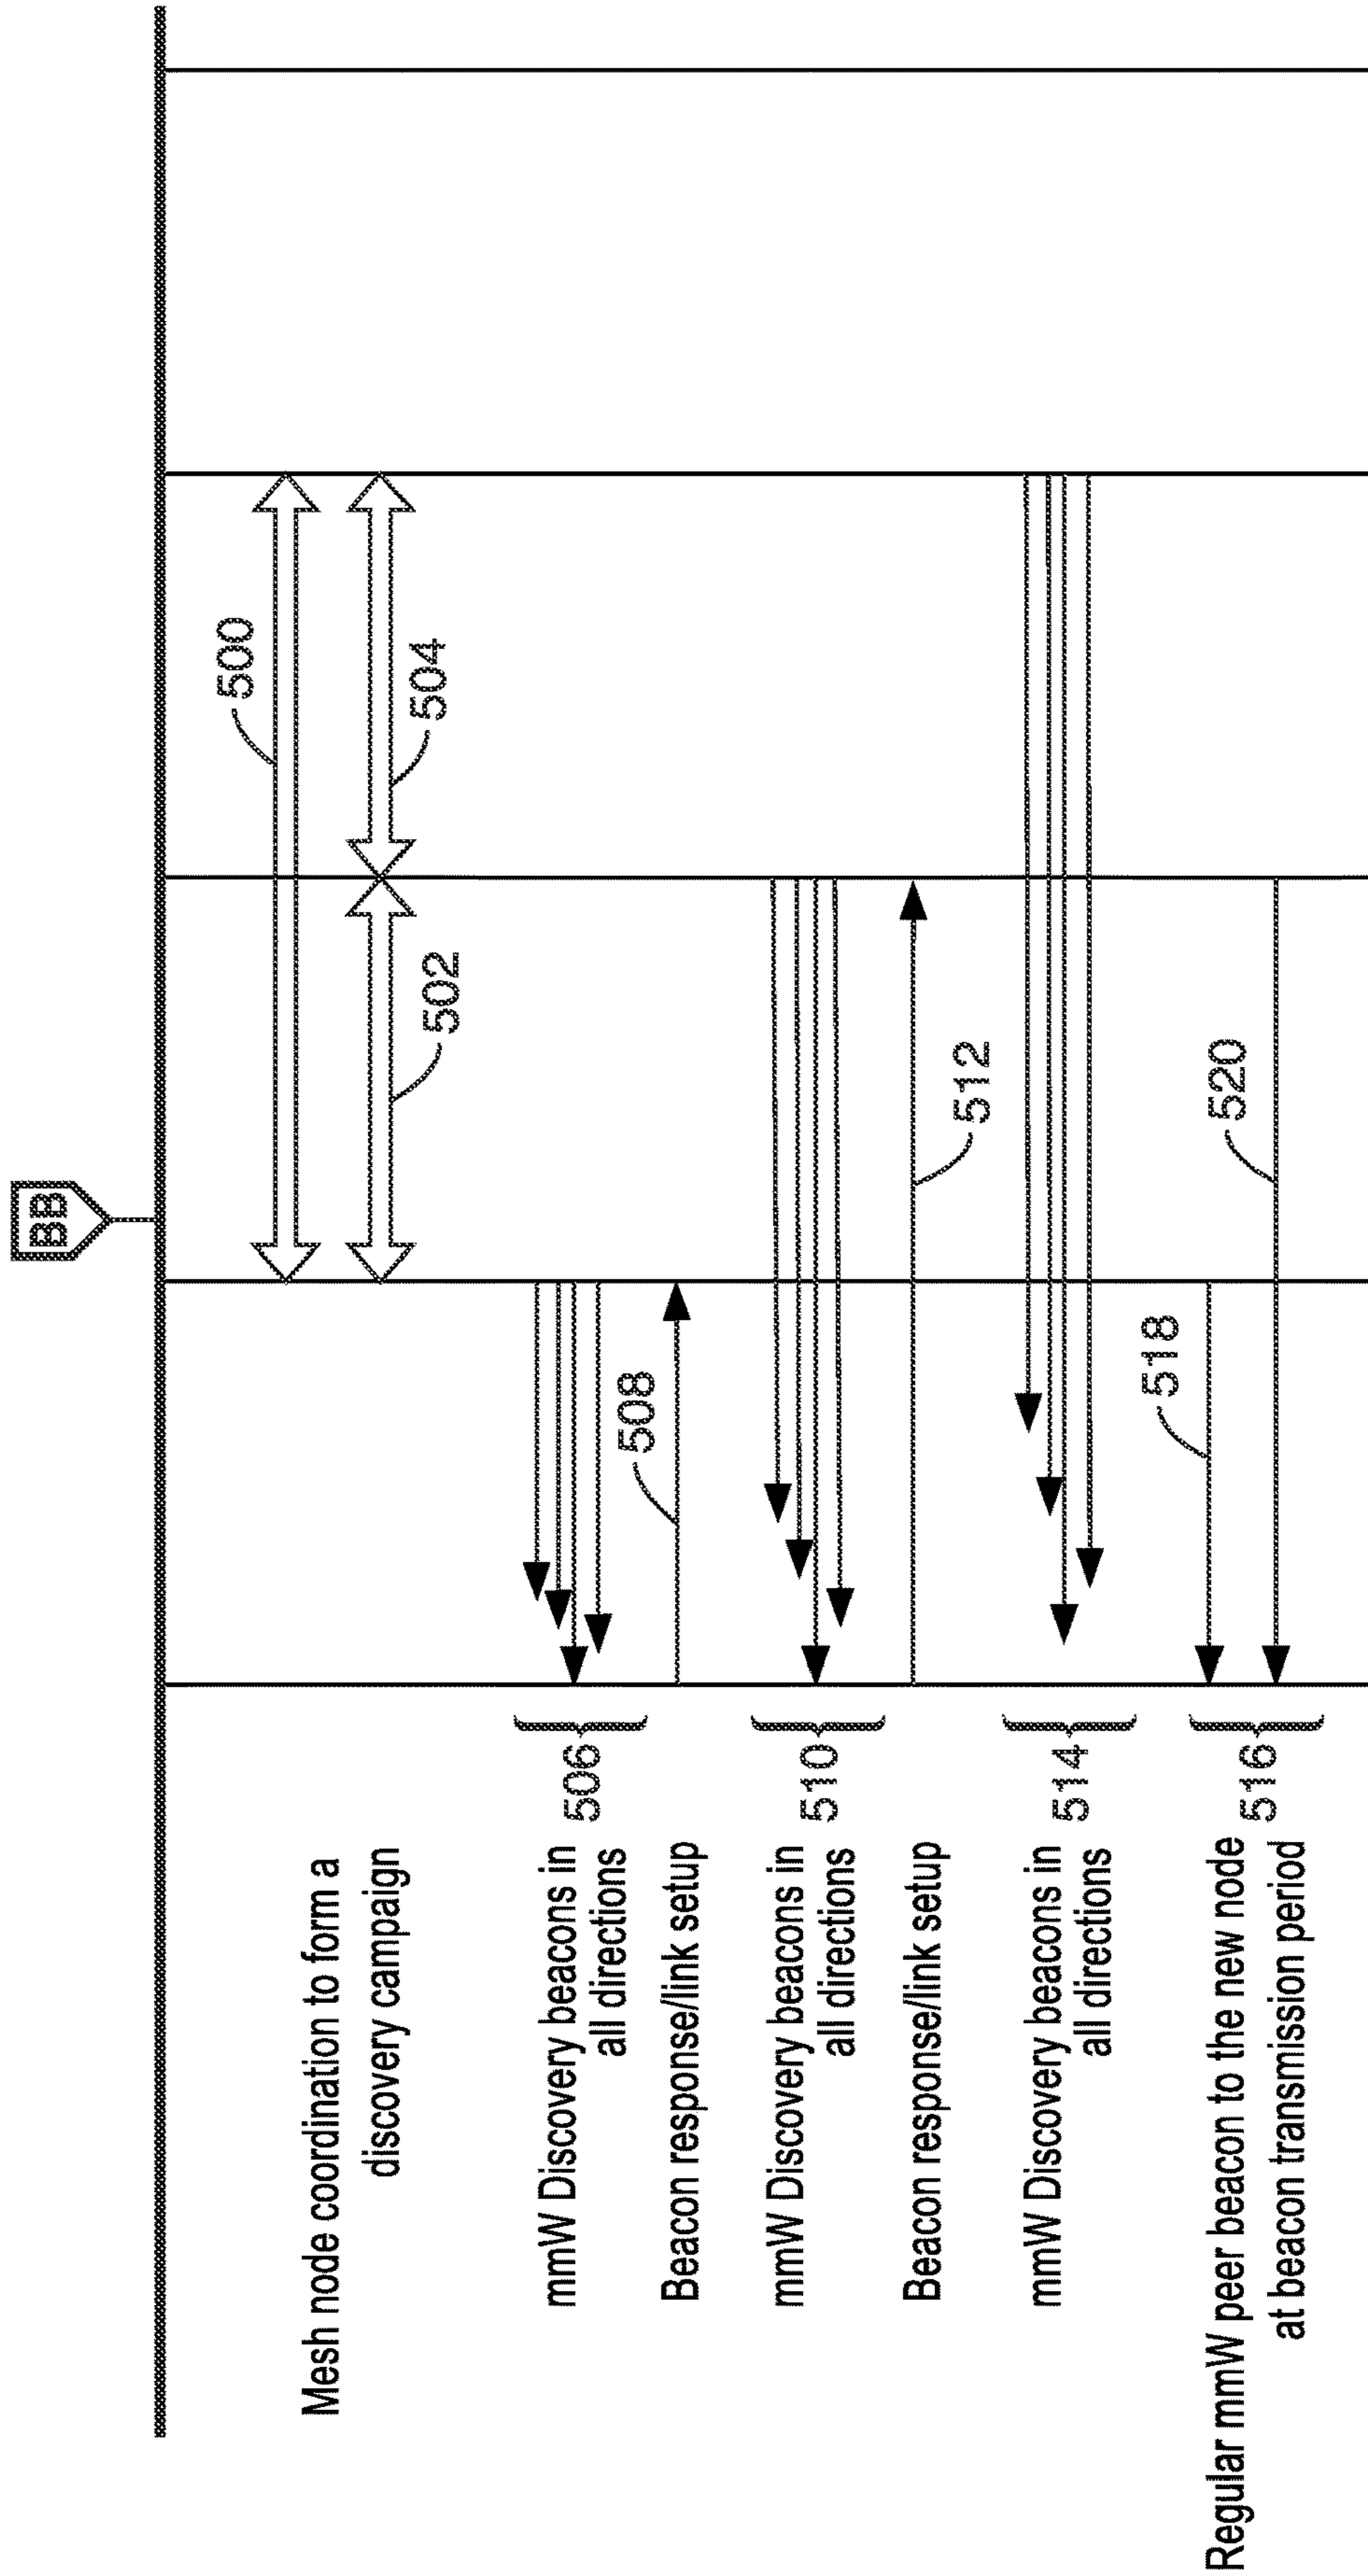 BB
500
Mesh node coordination to form a
discovery campaign
502
504
mmW Discovery beacons in
all directions
506
Beacon response/link setup
508
mmW Discovery beacons in
all directions
510
Beacon response/link setup
512
mmW Discovery beacons in
all directions
514
Regular mmW peer beacon to the new node
at beacon transmission period
516
518
520